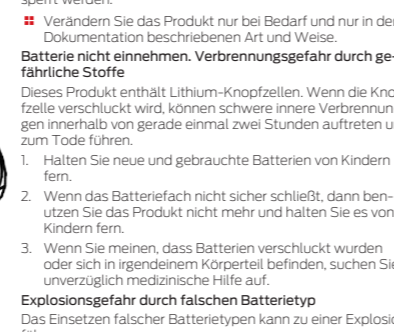 sperrt werden.
Verändern Sie das Produkt nur bei Bedarf und nur in der
Dokumentation beschriebenen Art und Weise.
Batterie nicht einnehmen. Verbrennungsgefahr durch ge-
fährliche Stoffe
Dieses Produkt enthält Lithium-Knopfzellen. Wenn die Kno
fzelle verschluckt wird, können schwere innere Verbrennun
gen innerhalb von gerade einmal zwei Stunden auftreten u
zum Tode führen.
1. Halten Sie neue und gebrauchte Batterien von Kindern
fern.
2. Wenn das Batteriefach nicht sicher schließt, dann ben-
utzen Sie das Produkt nicht mehr und halten Sie es von
Kindern fern.
3. Wenn Sie meinen, dass Batterien verschluckt wurden
oder sich in irgendeinem Körperteil befinden, suchen Sie
unverzüglich medizinische Hilfe auf.
Explosionsgefahr durch falschen Batterietyp
Das Einsetzen falscher Batterietypen kann zu einer Explosio